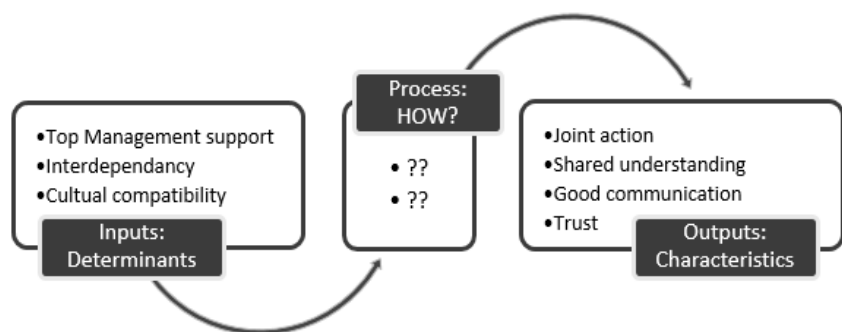 •Top Management support
•Interdependancy
•Cultual compatibility
Inputs:
Determinants
Process:
HOW?
• ??
• ??
•Joint action
•Shared understanding
•Good communication
•Trust
Outputs:
Characteristics